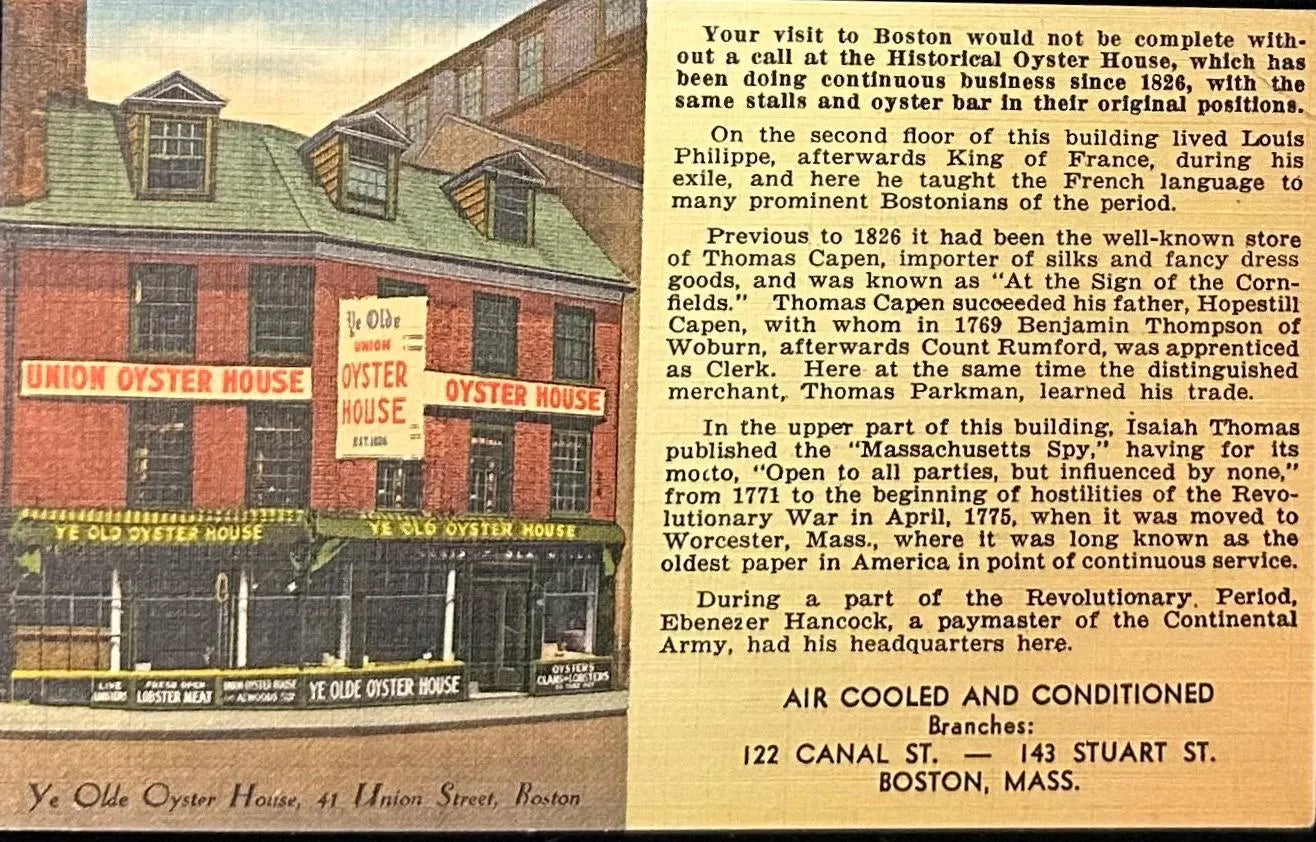 Ye Olde
UNION
OYSTER
HOUSE
EST. 1826
UNION OYSTER HOUSE
OYSTER HOUSE
YE OLD OYSTER HOUSE
YE OLD OYSTER HOUSE
LIVE
LOBSTERS
FRESH OPEN
LOBSTER MEAT
UNION OYSTER HOUSE
YE OLDE OYSTER HOUSE
OYSTERS
CLAMS-LOBSTERS
Ye Olde Oyster House, 41 Union Street, Boston
Your visit to Boston would not be complete with-
out a call at the Historical Oyster House, which has
been doing continuous business since 1826, with the
same stalls and oyster bar in their original positions.
On the second floor of this building lived Louis
Philippe, afterwards King of France, during his
exile, and here he taught the French language to
many prominent Bostonians of the period.
Previous to 1826 it had been the well-known store
of Thomas Capen, importer of silks and fancy dress
goods, and was known as "At the Sign of the Corn-
fields." Thomas Capen succeeded his father, Hopestill
Capen, with whom in 1769 Benjamin Thompson of
Woburn, afterwards Count Rumford, was apprenticed
as Clerk. Here at the same time the distinguished
merchant, Thomas Parkman, learned his trade.
In the upper part of this building, Isaiah Thomas
published the "Massachusetts Spy," having for its
motto, "Open to all parties, but influenced by none,"
from 1771 to the beginning of hostilities of the Revo-
lutionary War in April, 1775, when it was moved to
Worcester, Mass., where it was long known as the
oldest paper in America in point of continuous service.
During a part of the Revolutionary Period,
Ebenezer Hancock, a paymaster of the Continental
Army, had his headquarters here.
AIR COOLED AND CONDITIONED
Branches:
122 CANAL ST. — 143 STUART ST.
BOSTON, MASS.